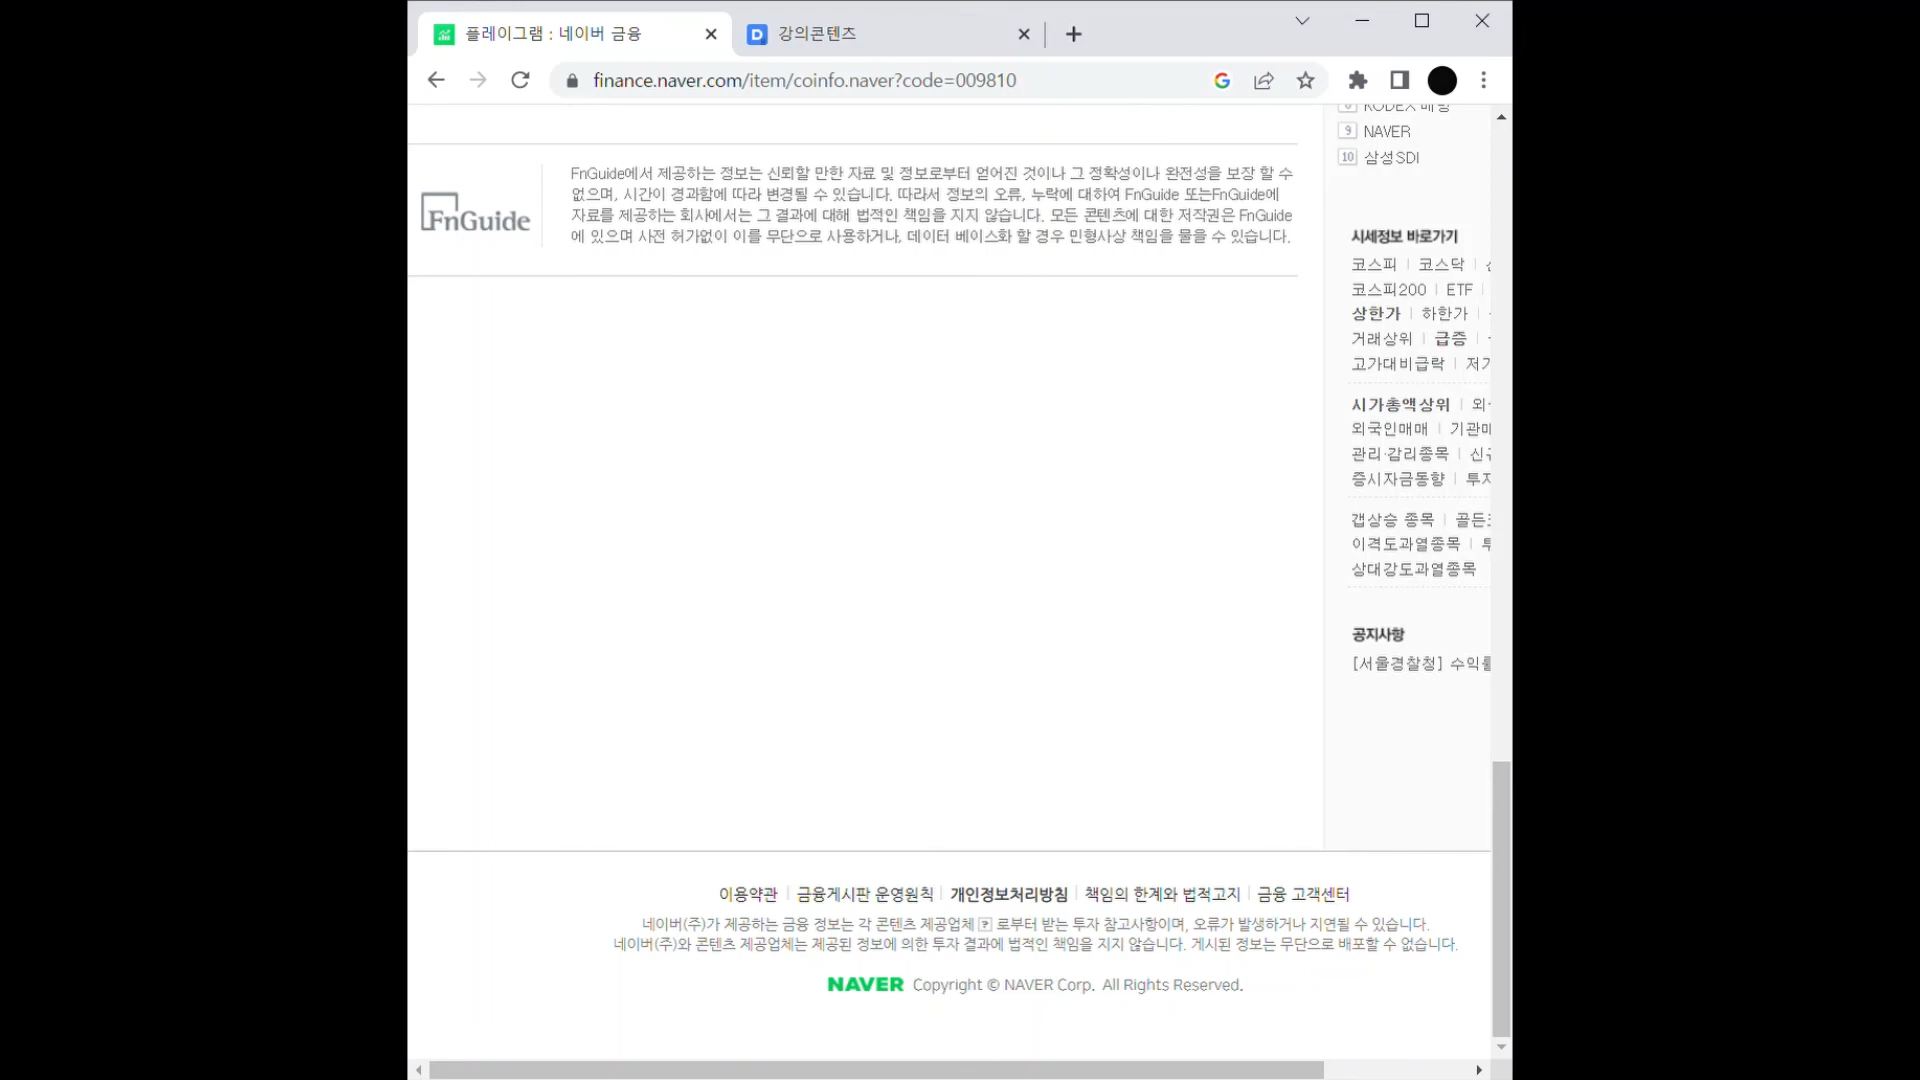 플레이그램 : 네이버 금융
강의콘텐츠
finance.naver.com/item/coinfo.naver?code=009810
FnGuide
FnGuide에서 제공하는 정보는 신뢰할 만한 자료 및 정보로부터 얻어진 것이나 그 정확성이나 완전성을 보장 할 수
없으며, 시간이 경과함에 따라 변경될 수 있습니다. 따라서 정보의 오류, 누락에 대하여 FnGuide 또는FnGuide에
자료를 제공하는 회사에서는 그 결과에 대해 법적인 책임을 지지 않습니다. 모든 콘텐츠에 대한 저작권은 FnGuide
에 있으며 사전 허가없이 이를 무단으로 사용하거나, 데이터 베이스화 할 경우 민형사상 책임을 물을 수 있습니다.
KODEX
9 NAVER
10 삼성SDI
시세정보 바로가기
코스피 | 코스닥 |
코스피200 | ETF |
상한가 | 하한가 |
거래상위 | 급증 |
고가대비급락 |
시가총액상위 |
외국인매매 |
관리·감리종목 |
증시자금동향 |
갭상승 종목 |
이격도과열종목 |
상대강도과열종목
공지사항
[서울경찰청]
이용약관 | 금융게시판 운영원칙 | 개인정보처리방침 | 책임의 한계와 법적고지 | 금융 고객센터
네이버(주)가 제공하는 금융 정보는 각 콘텐츠 제공업체 ? 로부터 받는 투자 참고사항이며, 오류가 발생하거나 지연될 수 있습니다.
네이버(주)와 콘텐츠 제공업체는 제공된 정보에 의한 투자 결과에 법적인 책임을 지지 않습니다. 게시된 정보는 무단으로 배포할 수 없습니다.
NAVER Copyright © NAVER Corp. All Rights Reserved.